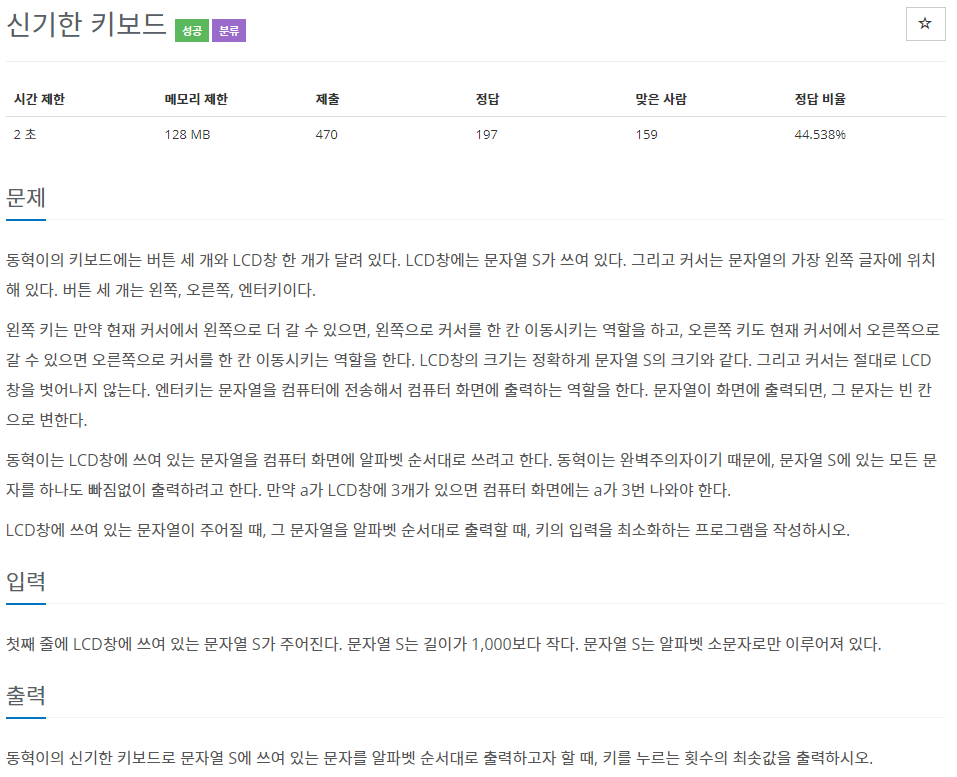 신기한 키보드 성공 분류 ☆
시간 제한 메모리 제한 제출 정답 맞은 사람 정답 비율
2 초 128 MB 470 197 159 44.538%
문제
동혁이의 키보드에는 버튼 세 개와 LCD창 한 개가 달려 있다. LCD창에는 문자열 S가 쓰여 있다. 그리고 커서는 문자열의 가장 왼쪽 글자에 위치
해 있다. 버튼 세 개는 왼쪽, 오른쪽, 엔터키이다.
왼쪽 키는 만약 현재 커서에서 왼쪽으로 더 갈 수 있으면, 왼쪽으로 커서를 한 칸 이동시키는 역할을 하고, 오른쪽 키도 현재 커서에서 오른쪽으로
갈 수 있으면 오른쪽으로 커서를 한 칸 이동시키는 역할을 한다. LCD창의 크기는 정확하게 문자열 S의 크기와 같다. 그리고 커서는 절대로 LCD
창을 벗어나지 않는다. 엔터키는 문자열을 컴퓨터에 전송해서 컴퓨터 화면에 출력하는 역할을 한다. 문자열이 화면에 출력되면, 그 문자는 빈 칸
으로 변한다.
동혁이는 LCD창에 쓰여 있는 문자열을 컴퓨터 화면에 알파벳 순서대로 쓰려고 한다. 동혁이는 완벽주의자이기 때문에, 문자열 S에 있는 모든 문
자를 하나도 빠짐없이 출력하려고 한다. 만약 a가 LCD창에 3개가 있으면 컴퓨터 화면에는 a가 3번 나와야 한다.
LCD창에 쓰여 있는 문자열이 주어질 때, 그 문자열을 알파벳 순서대로 출력할 때, 키의 입력을 최소화하는 프로그램을 작성하시오.
입력
첫째 줄에 LCD창에 쓰여 있는 문자열 S가 주어진다. 문자열 S는 길이가 1,000보다 작다. 문자열 S는 알파벳 소문자로만 이루어져 있다.
출력
동혁이의 신기한 키보드로 문자열 S에 쓰여 있는 문자를 알파벳 순서대로 출력하고자 할 때, 키를 누르는 횟수의 최솟값을 출력하시오.